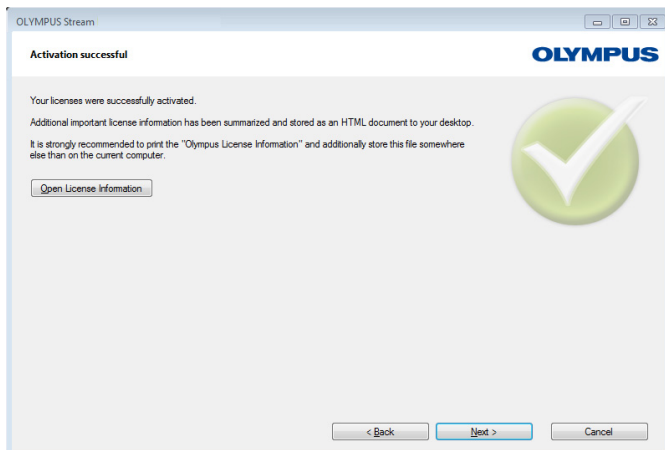 OLYMPUS Stream
Activation successful
OLYMPUS
Your licenses were successfully activated.
Additional important license information has been summarized and stored as an HTML document to your desktop.
It is strongly recommended to print the "Olympus License Information" and additionally store this file somewhere
else than on the current computer.
Open License Information
< Back
Next >
Cancel